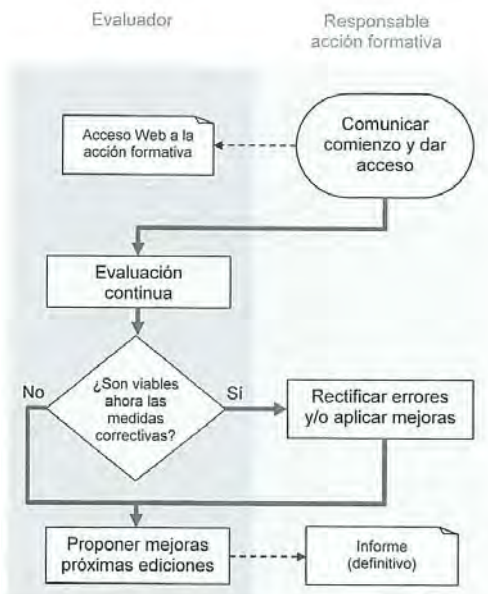 Evaluador
Responsable
acción formativa
Comunicar
comienzo y dar
acceso
Acceso Web a la
acción formativa
Evaluación
continua
¿Son viables
ahora las
medidas
correctivas?
No
Sí
Rectificar errores
y/o aplicar mejoras
Proponer mejoras
próximas ediciones
Informe
(definitivo)